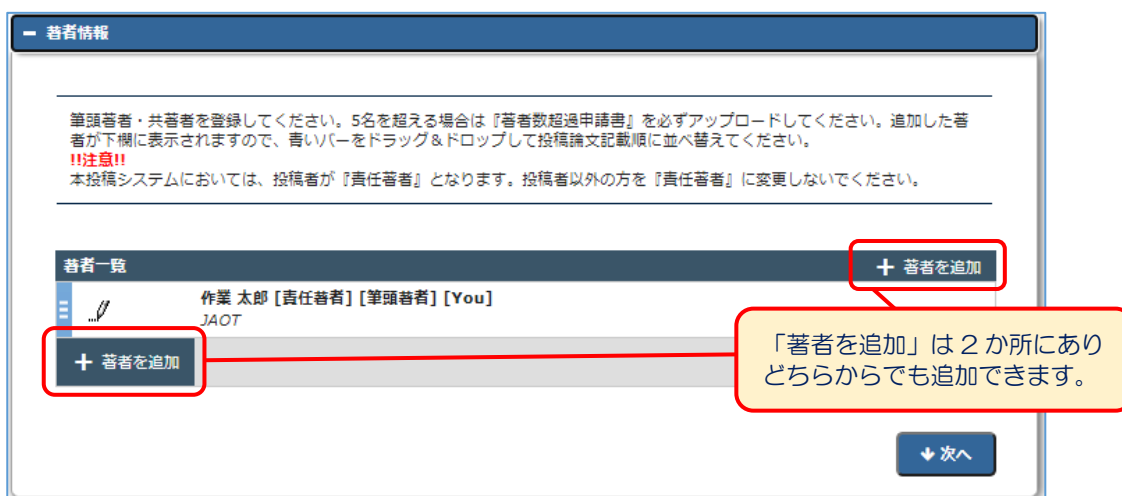 著者情報
筆頭著者・共著者を登録してください。5名を超える場合は『著者数超過申請書』を必ずアップロードしてください。追加した著
者が下欄に表示されますので、青いバーをドラッグ＆ドロップして投稿論文記載順に並べ替えてください。
!!注意!!
本投稿システムにおいては、投稿者が『責任著者』となります。投稿者以外の方を『責任著者』に変更しないでください。
著者一覧
＋ 著者を追加
作業 太郎 [責任著者] [筆頭著者] [You]
JAOT
＋ 著者を追加
「著者を追加」は２か所にあり
どちらからでも追加できます。
次へ